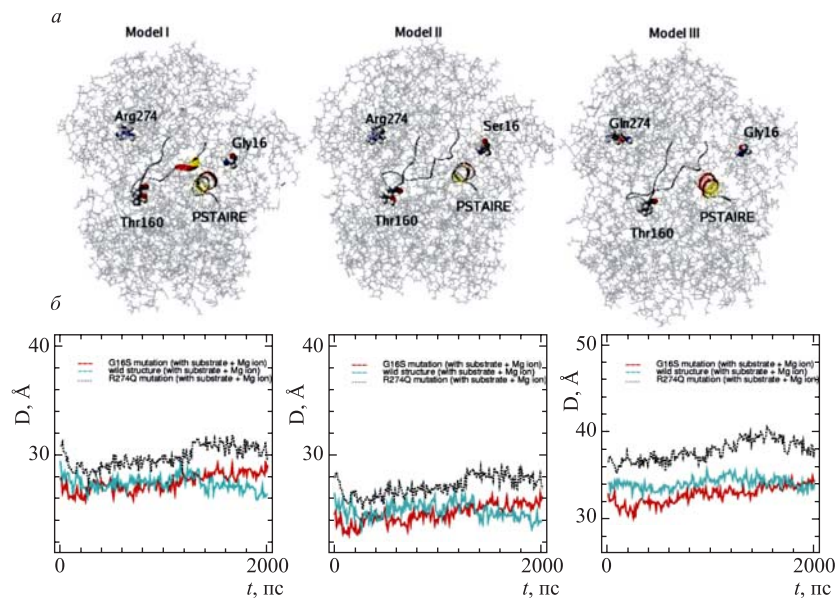 а
Model I
Model II
Model III
Arg274
Gly16
Thr160
PSTAIRE
Arg274
Ser16
Thr160
PSTAIRE
Gln274
Gly16
Thr160
PSTAIRE
б
D, Å
40
30
G16S mutation (with substrate + Mg ion)
wild structure (with substrate + Mg ion)
R274Q mutation (with substrate + Mg ion)
0
2000
t, пс
D, Å
40
30
G16S mutation (with substrate + Mg ion)
wild structure (with substrate + Mg ion)
R274Q mutation (with substrate + Mg ion)
0
2000
t, пс
D, Å
50
40
30
G16S mutation (with substrate + Mg ion)
wild structure (with substrate + Mg ion)
R274Q mutation (with substrate + Mg ion)
0
2000
t, пс